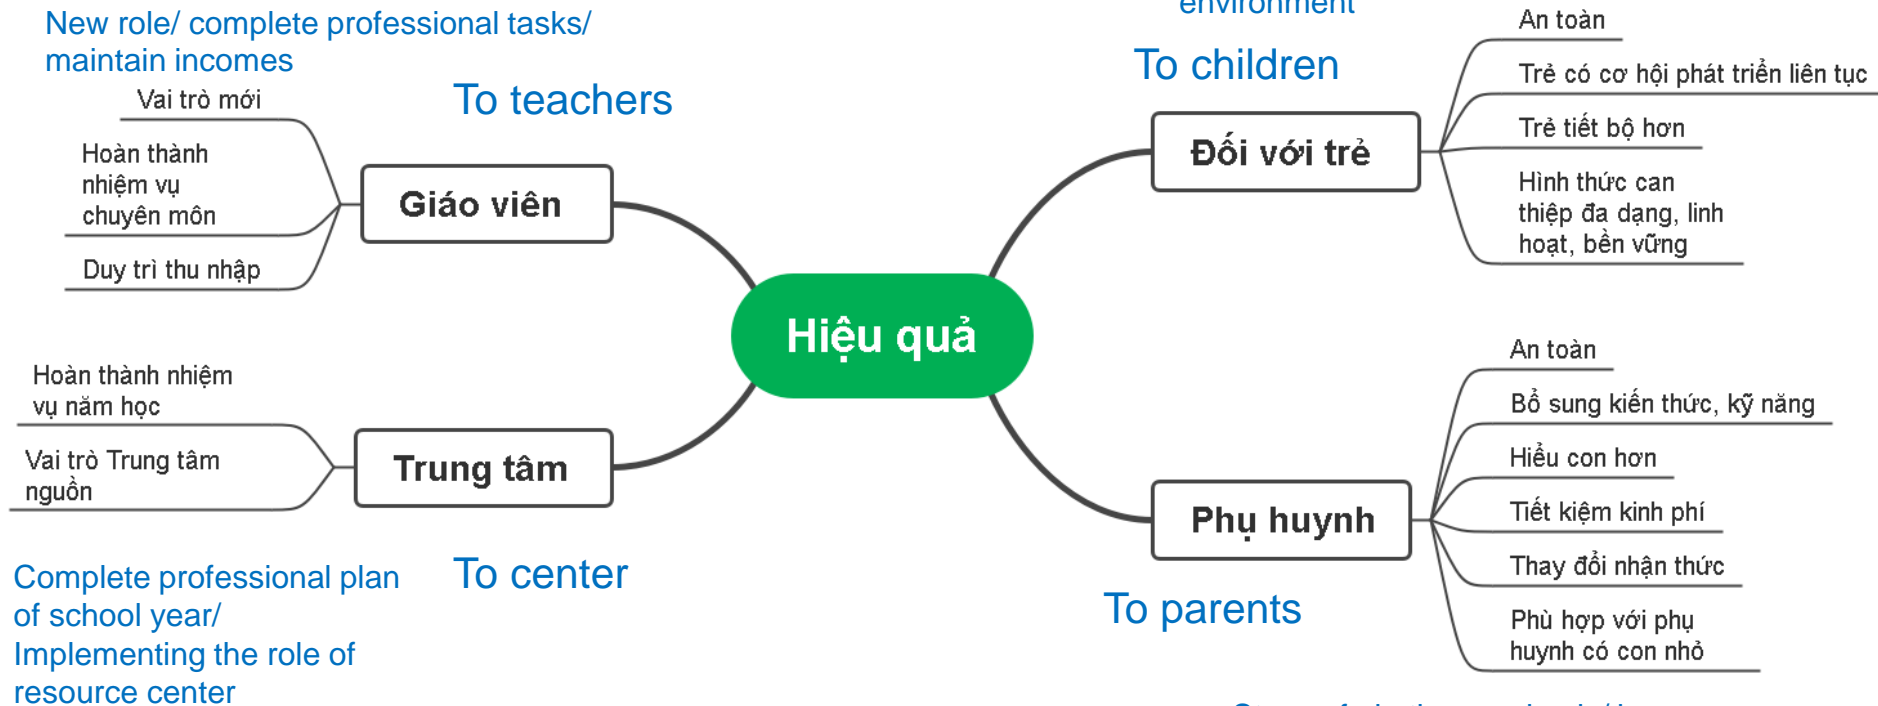 New role/ complete professional tasks/
maintain incomes
To teachers
Vai trò mới
Hoàn thành
nhiệm vụ
chuyên môn
Duy trì thu nhập
Giáo viên
Hoàn thành nhiệm
vụ năm học
Vai trò Trung tâm
nguồn
Trung tâm
Complete professional plan
of school year/
Implementing the role of
resource center
To center
Hiệu quả
environment
To children
Đối với trẻ
An toàn
Trẻ có cơ hội phát triển liên tục
Trẻ tiết bộ hơn
Hình thức can
thiệp đa dạng, linh
hoạt, bền vững
Phụ huynh
An toàn
Bổ sung kiến thức, kỹ năng
Hiểu con hơn
Tiết kiệm kinh phí
Thay đổi nhận thức
Phù hợp với phụ
huynh có con nhỏ
To parents